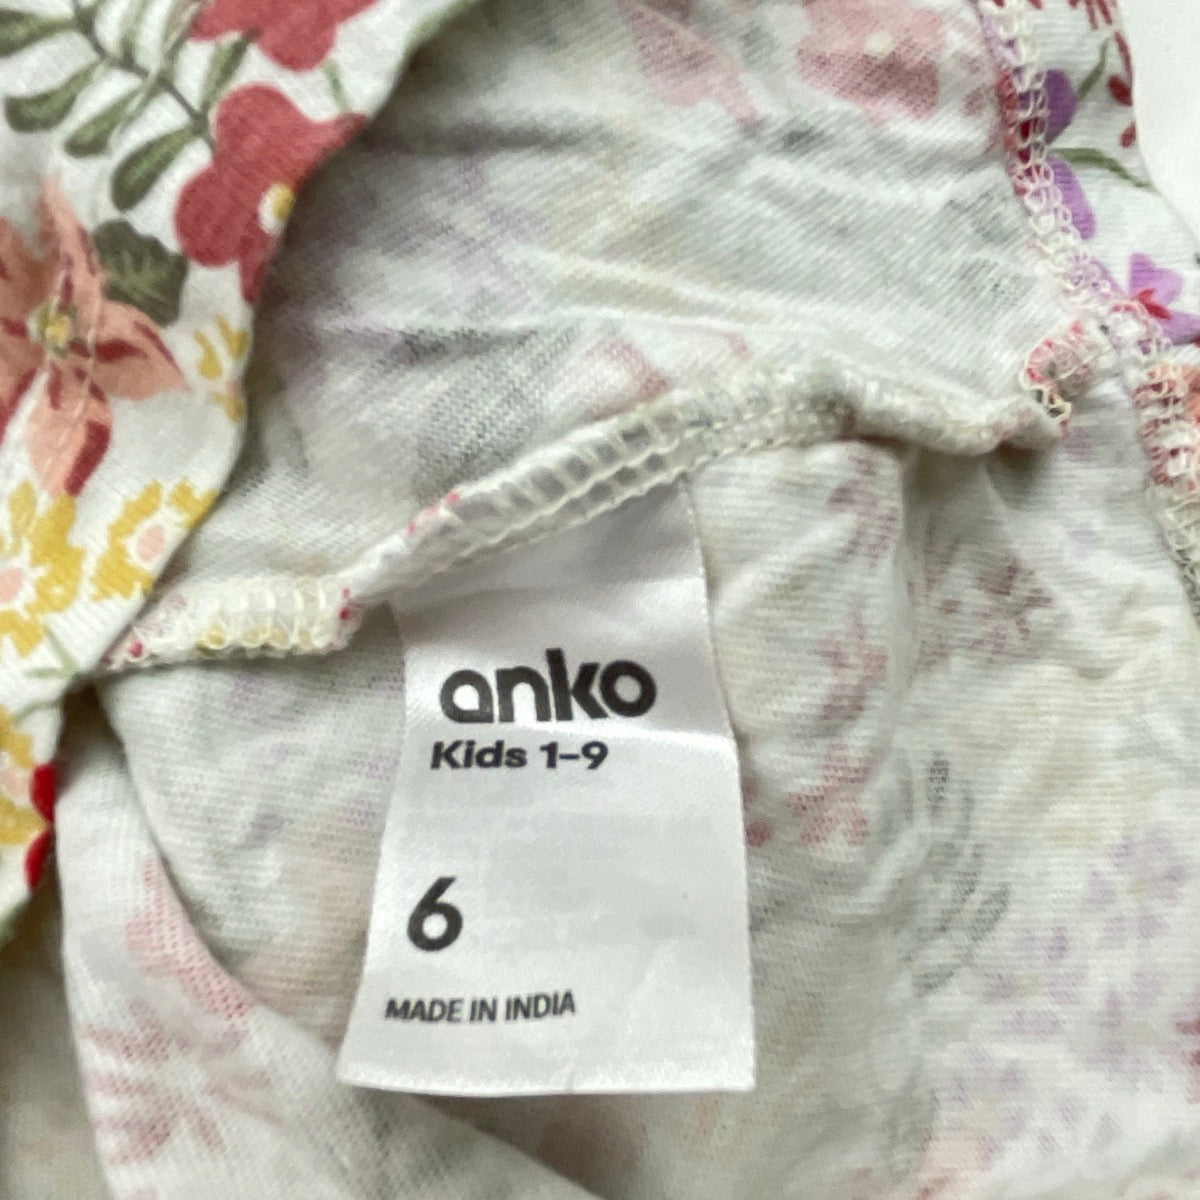 anko
Kids 1-9
6
MADE IN INDIA